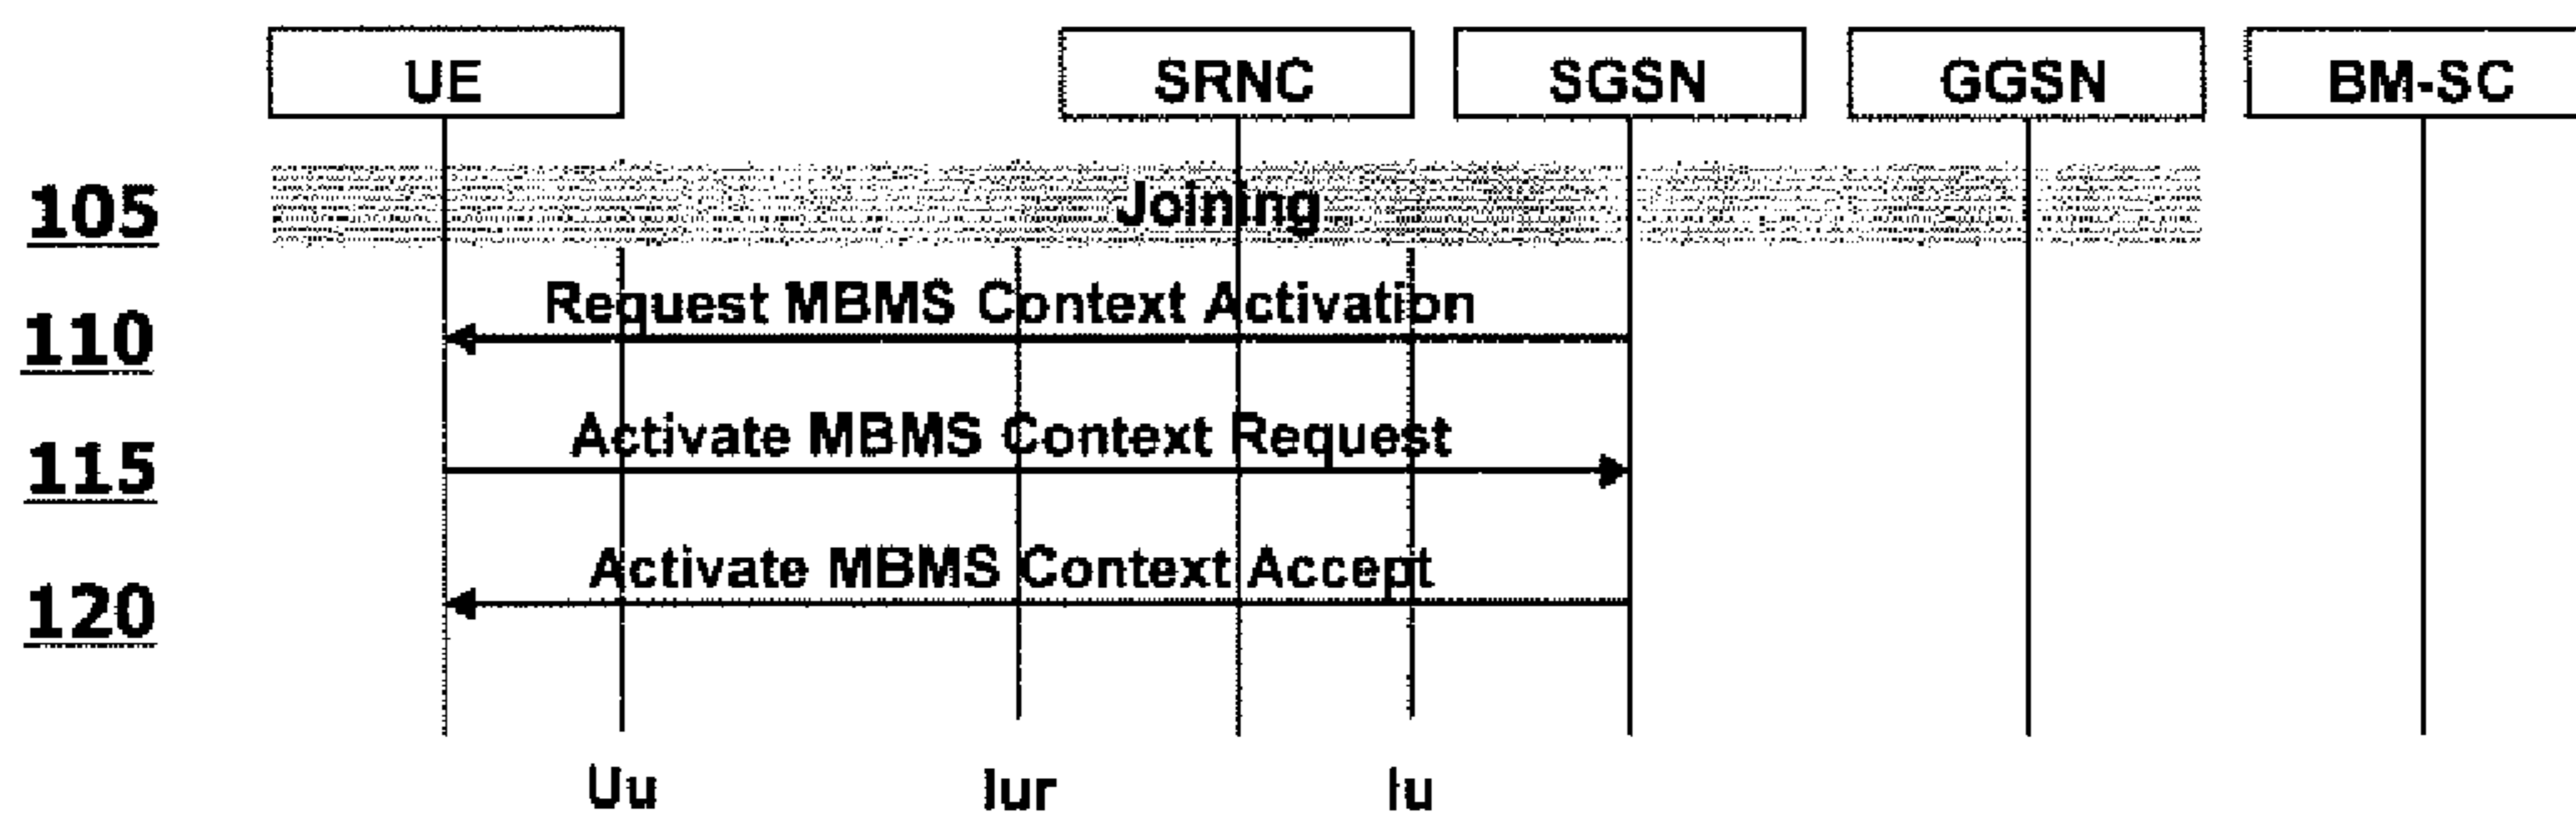 UE SRNC SGSN GGSN BM-SC
105 Joining
110 Request MBMS Context Activation
115 Activate MBMS Context Request
120 Activate MBMS Context Accept
Uu Iur Iu